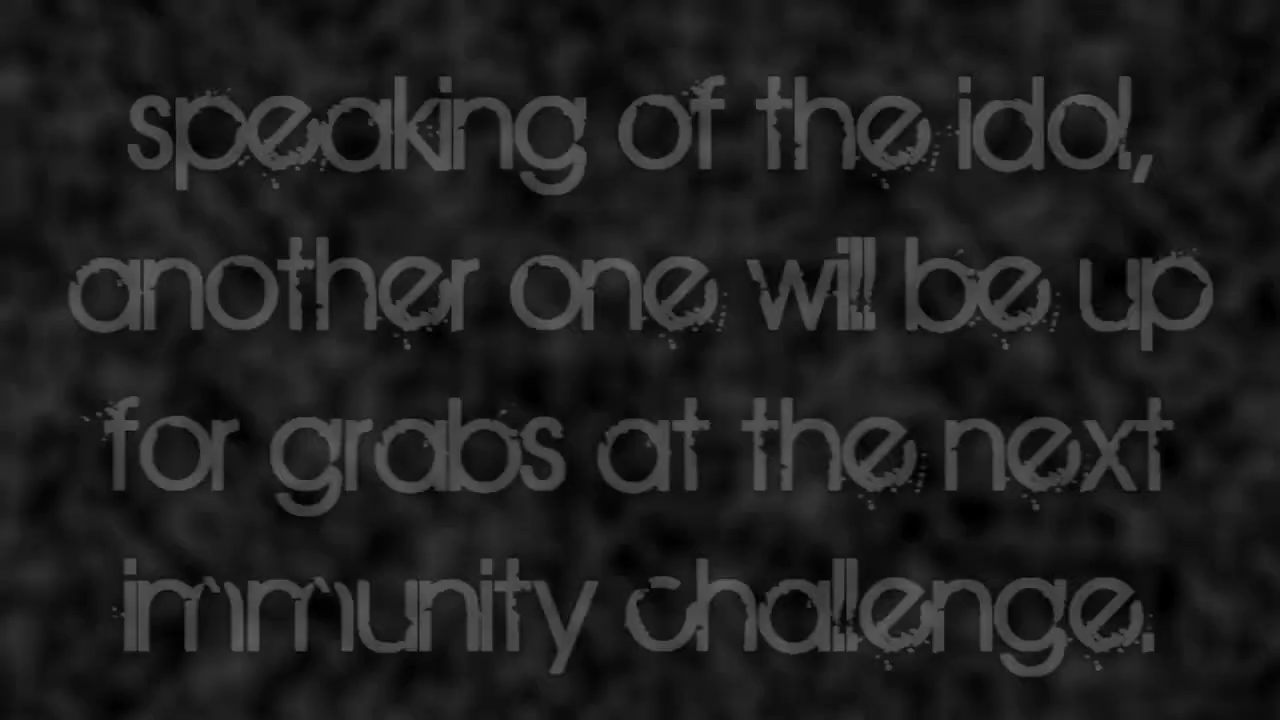 speaking of the idol,
another one will be up
for grabs at the next
immunity challenge.